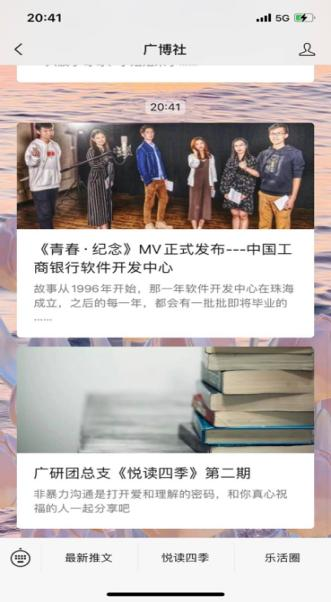 20:41
5G
广博社
20:41
《青春·纪念》MV正式发布---中国工
商银行软件开发中心
故事从1996年开始，那一年软件开发中心在珠海
成立，之后的每一年，都会有一批批即将毕业的
……
广研团总支《悦读四季》第二期
非暴力沟通是打开爱和理解的密码，和你真心祝
福的人一起分享吧
最新推文
悦读四季
乐活圈